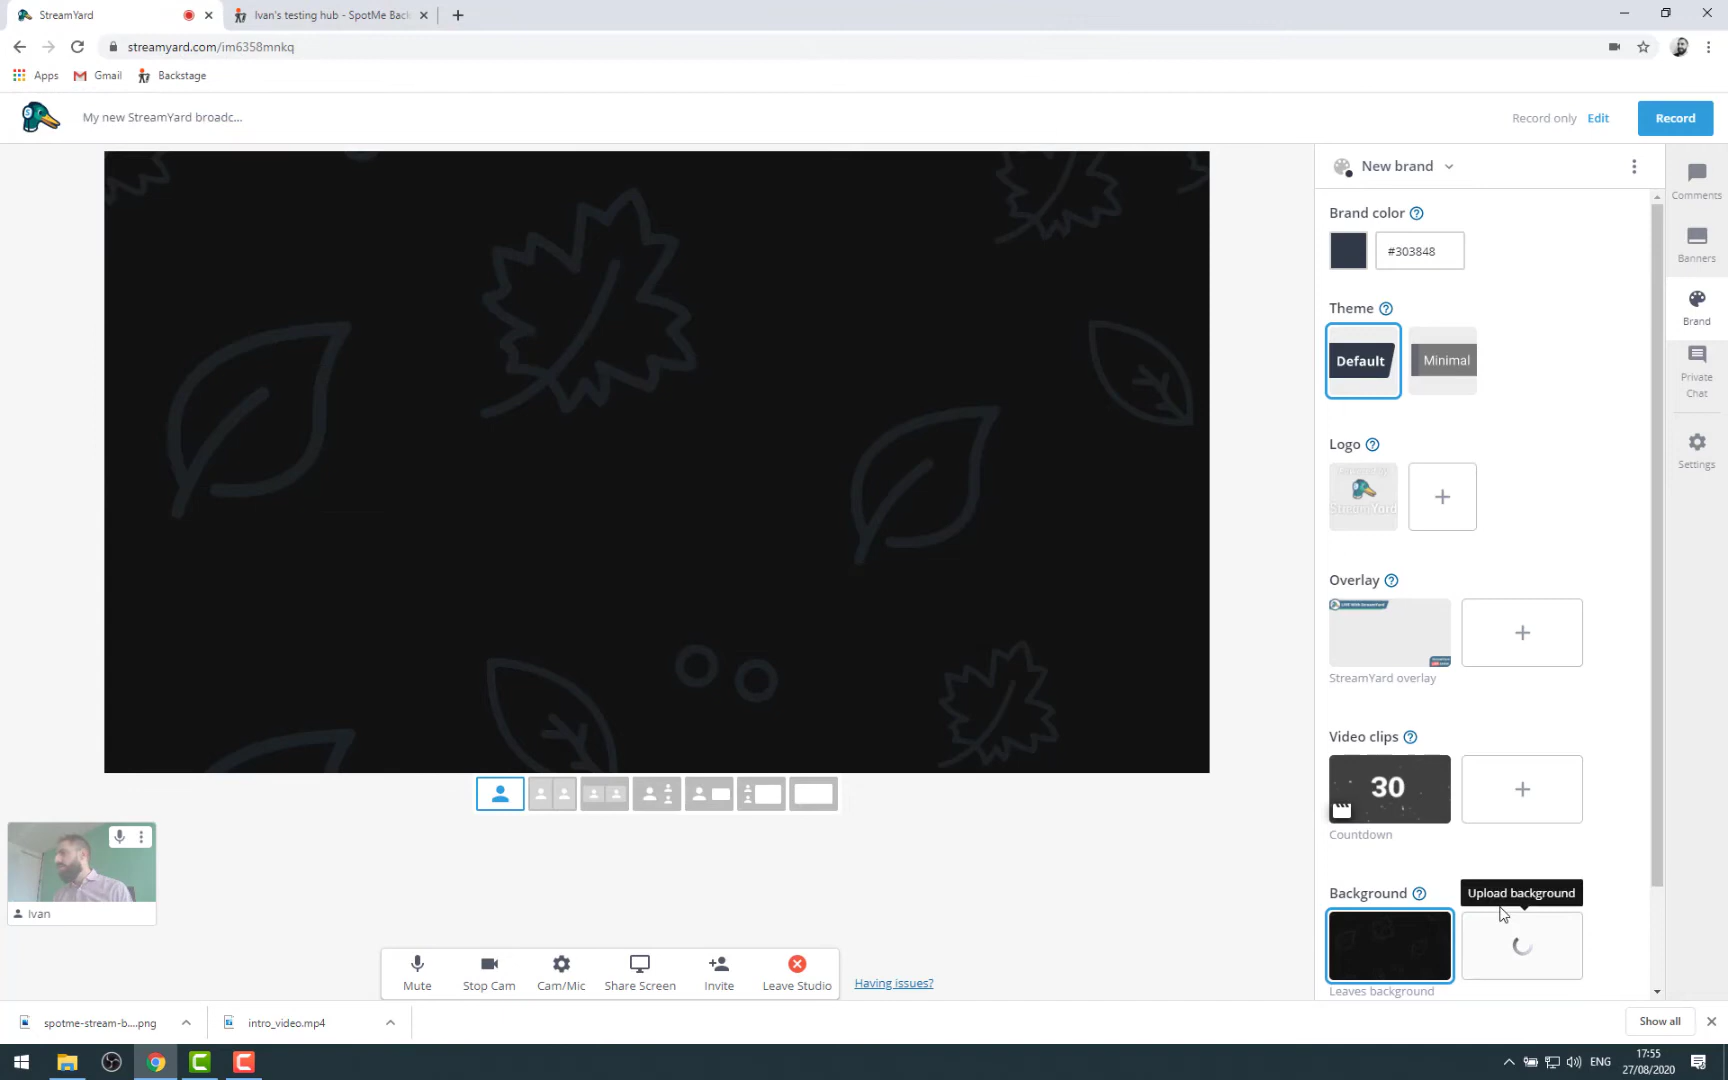 StreamYard
Ivan's testing hub - SpotMe Back
streamyard.com/im6358mnkq
Apps
Gmail
Backstage
My new StreamYard broadc...
Record only
Edit
Record
New brand
Brand color
#303848
Theme
Default
Minimal
Logo
StreamYard
Overlay
StreamYard overlay
Video clips
30
Countdown
Background
Upload background
Leaves background
Comments
Banners
Brand
Private
Chat
Settings
Ivan
Mute
Stop Cam
Cam/Mic
Share Screen
Invite
Leave Studio
Having issues?
spotme-stream-b....png
intro_video.mp4
Show all
ENG
17:55
27/08/2020